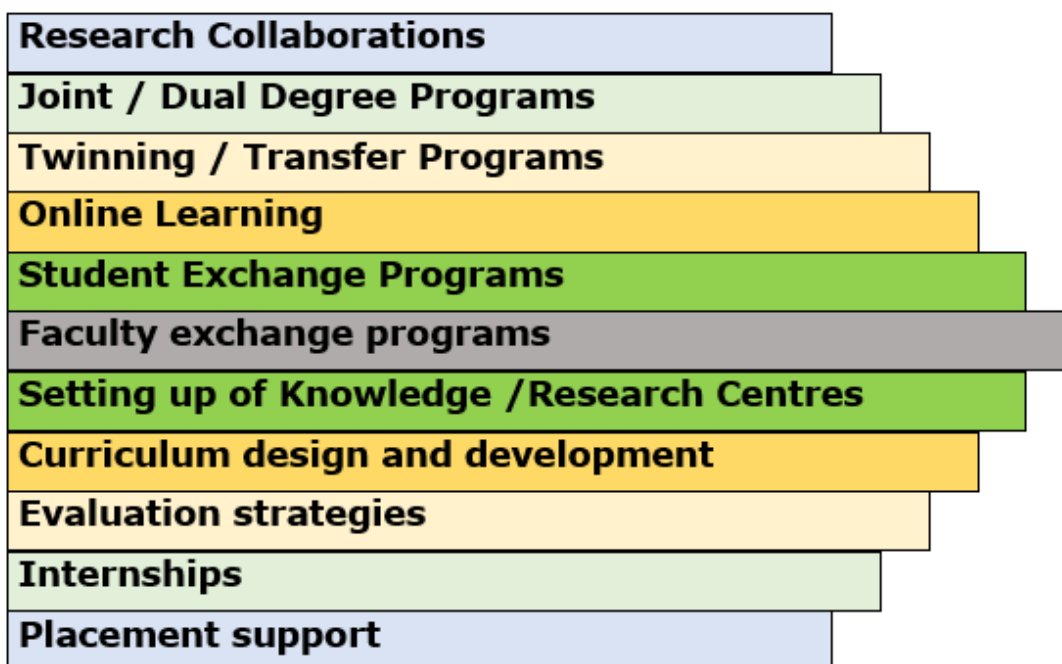 Research Collaborations
Joint / Dual Degree Programs
Twinning / Transfer Programs
Online Learning
Student Exchange Programs
Faculty exchange programs
Setting up of Knowledge /Research Centres
Curriculum design and development
Evaluation strategies
Internships
Placement support